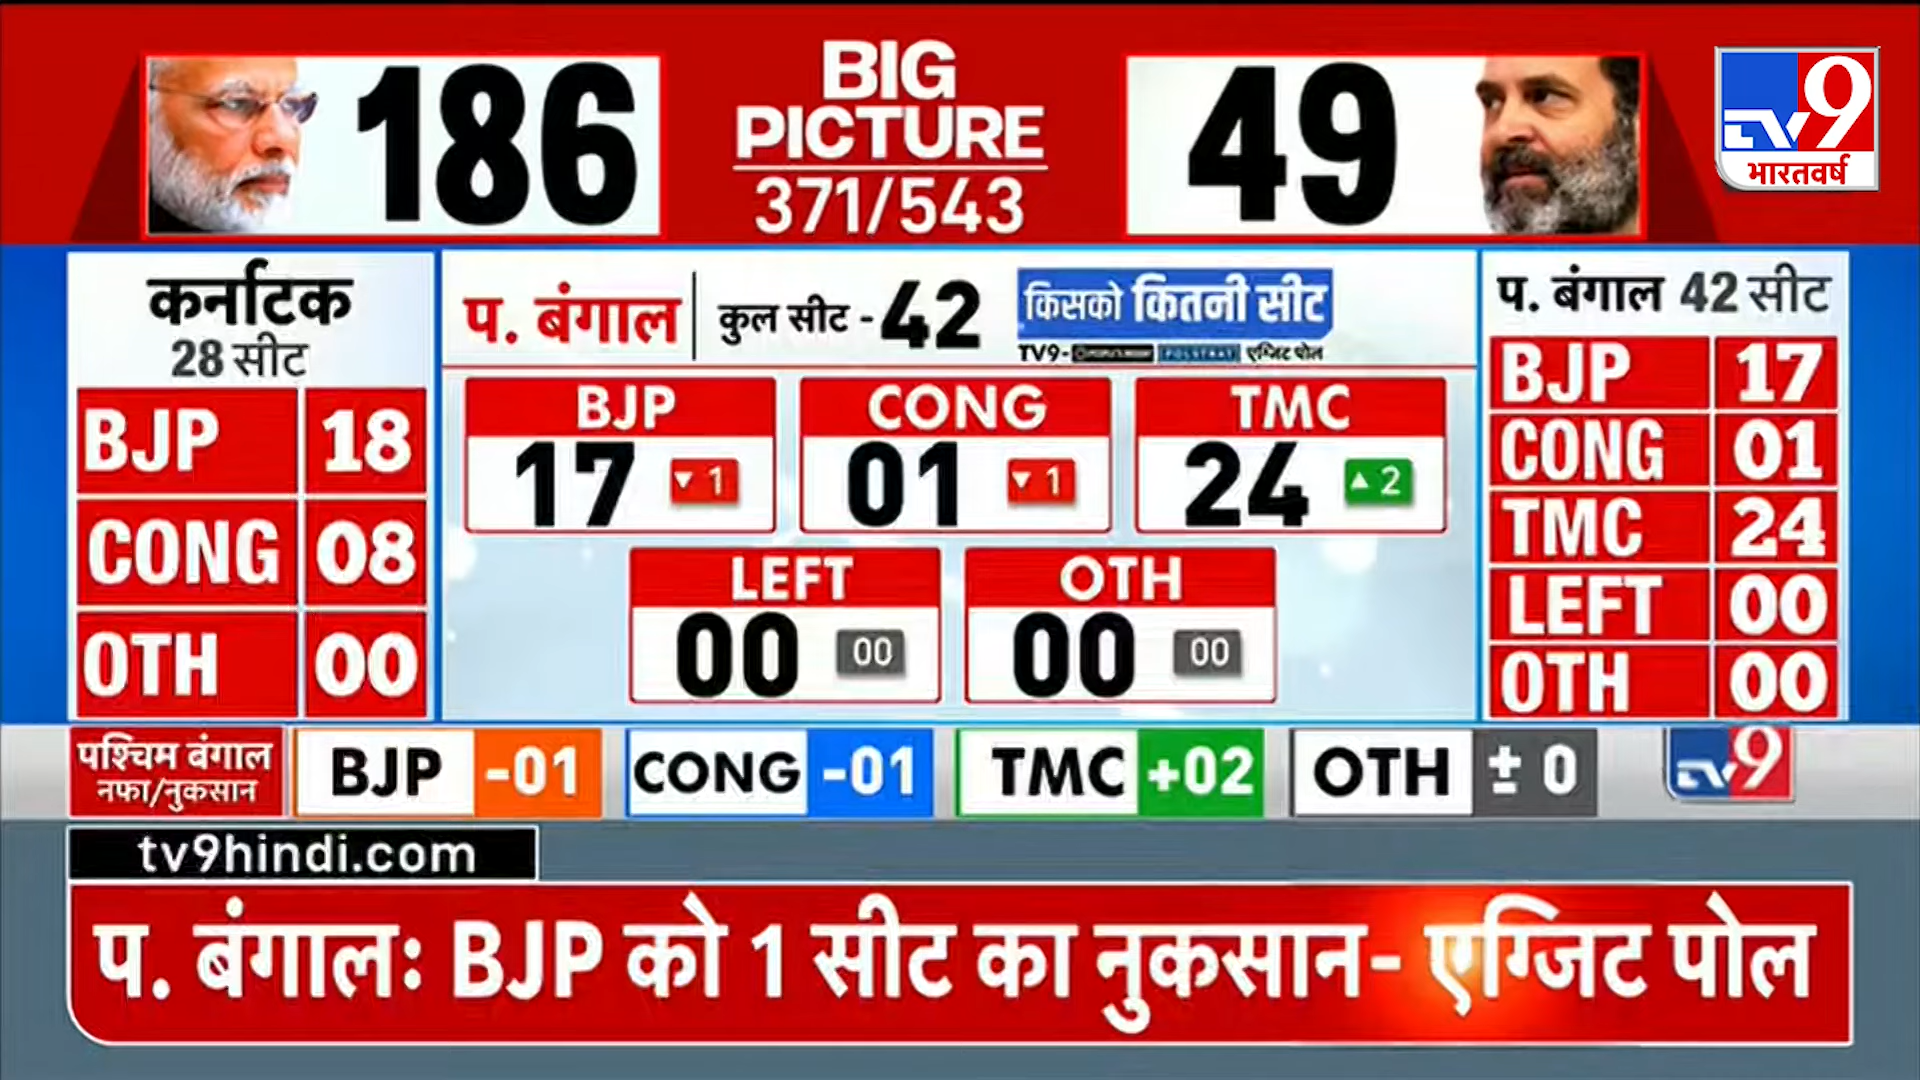 186
BIG
PICTURE
371/543
49
TV9
भारतवर्ष
कर्नाटक
28 सीट
BJP 18
CONG 08
OTH 00
प. बंगाल
कुल सीट - 42
किसको कितनी सीट
TV9- एग्जिट पोल
BJP
17 ▼ 1
CONG
01 ▼ 1
TMC
24 ▲ 2
LEFT
00 00
OTH
00 00
प. बंगाल 42 सीट
BJP 17
CONG 01
TMC 24
LEFT 00
OTH 00
पश्चिम बंगाल
नफा/नुकसान
BJP -01
CONG -01
TMC +02
OTH ± 0
TV9
tv9hindi.com
प. बंगालः BJP को 1 सीट का नुकसान- एग्जिट पोल